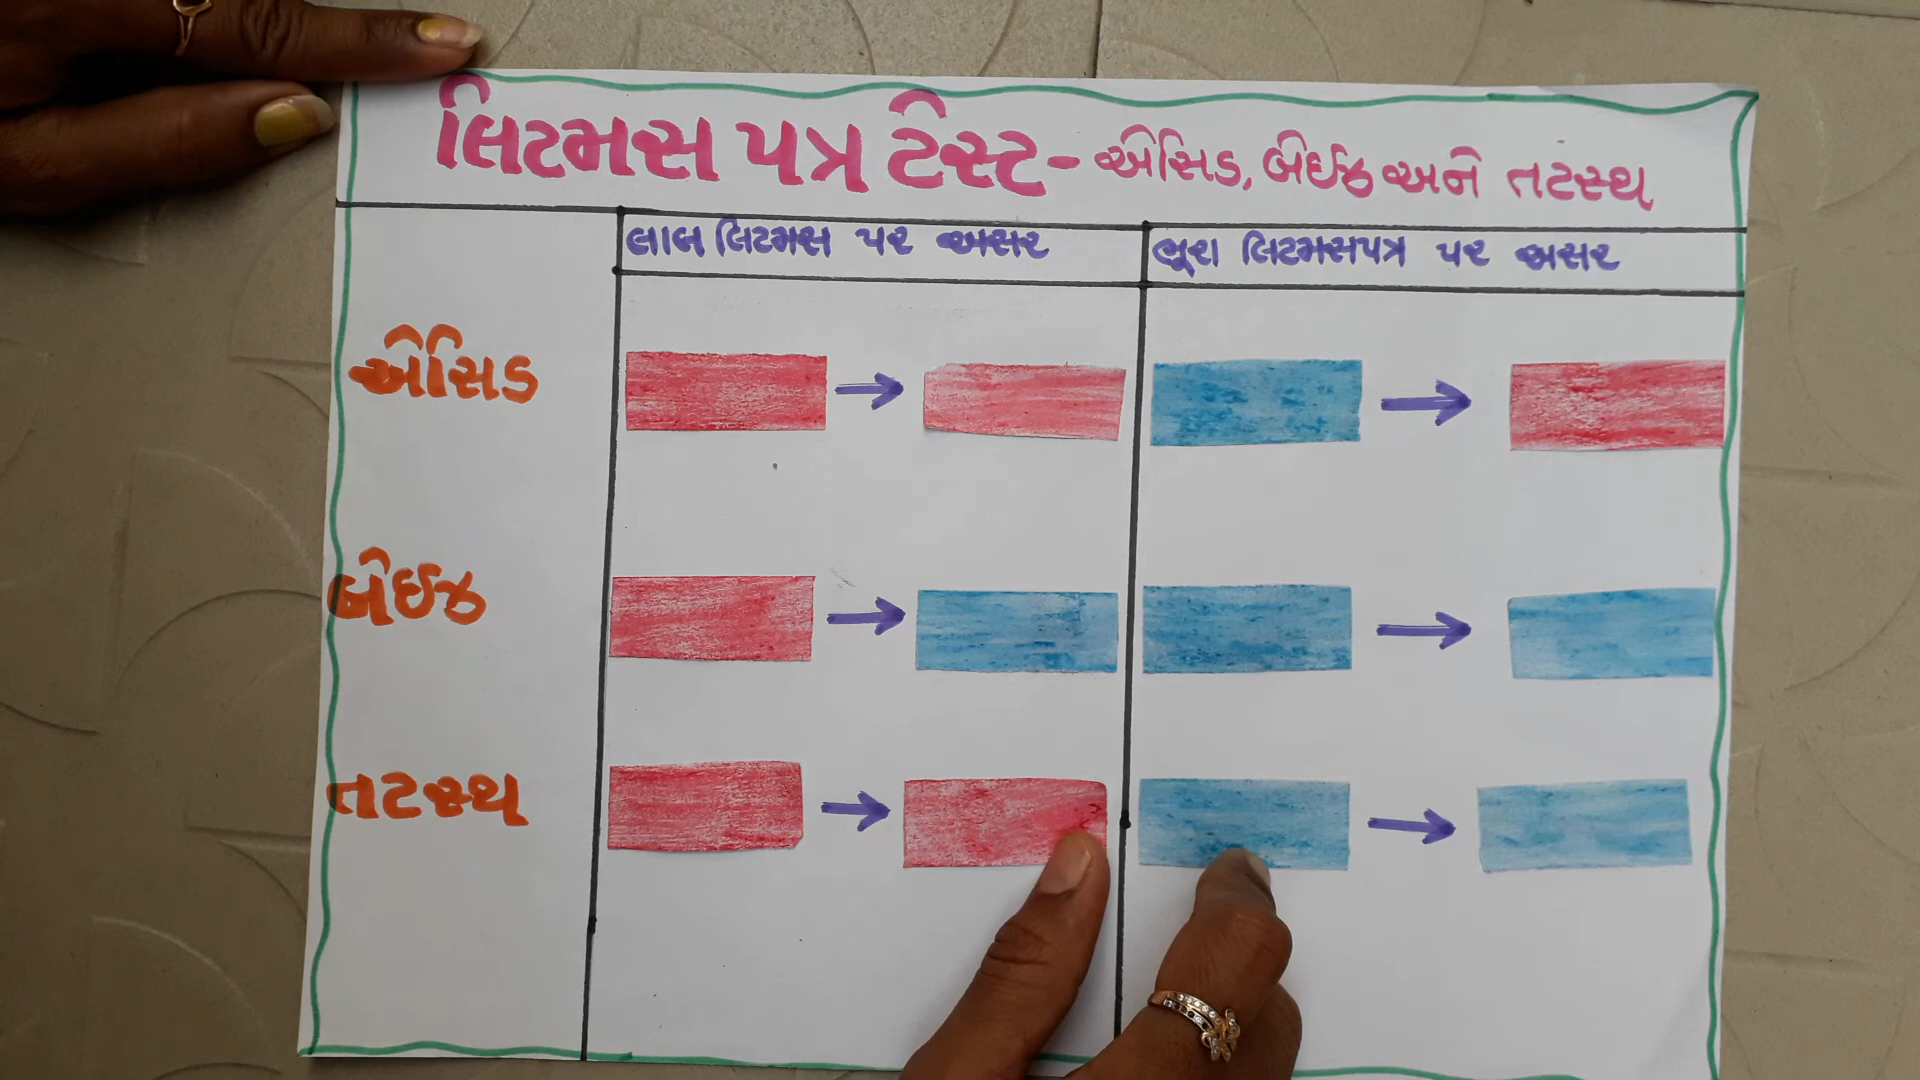 લિટમસ પત્ર ટેસ્ટ - એસિડ, બેઈઝ અને તટસ્થ
લાલ લિટમસ પર અસર
ભૂરા લિટમસપત્ર પર અસર
એસિડ
બેઈઝ
તટસ્થ